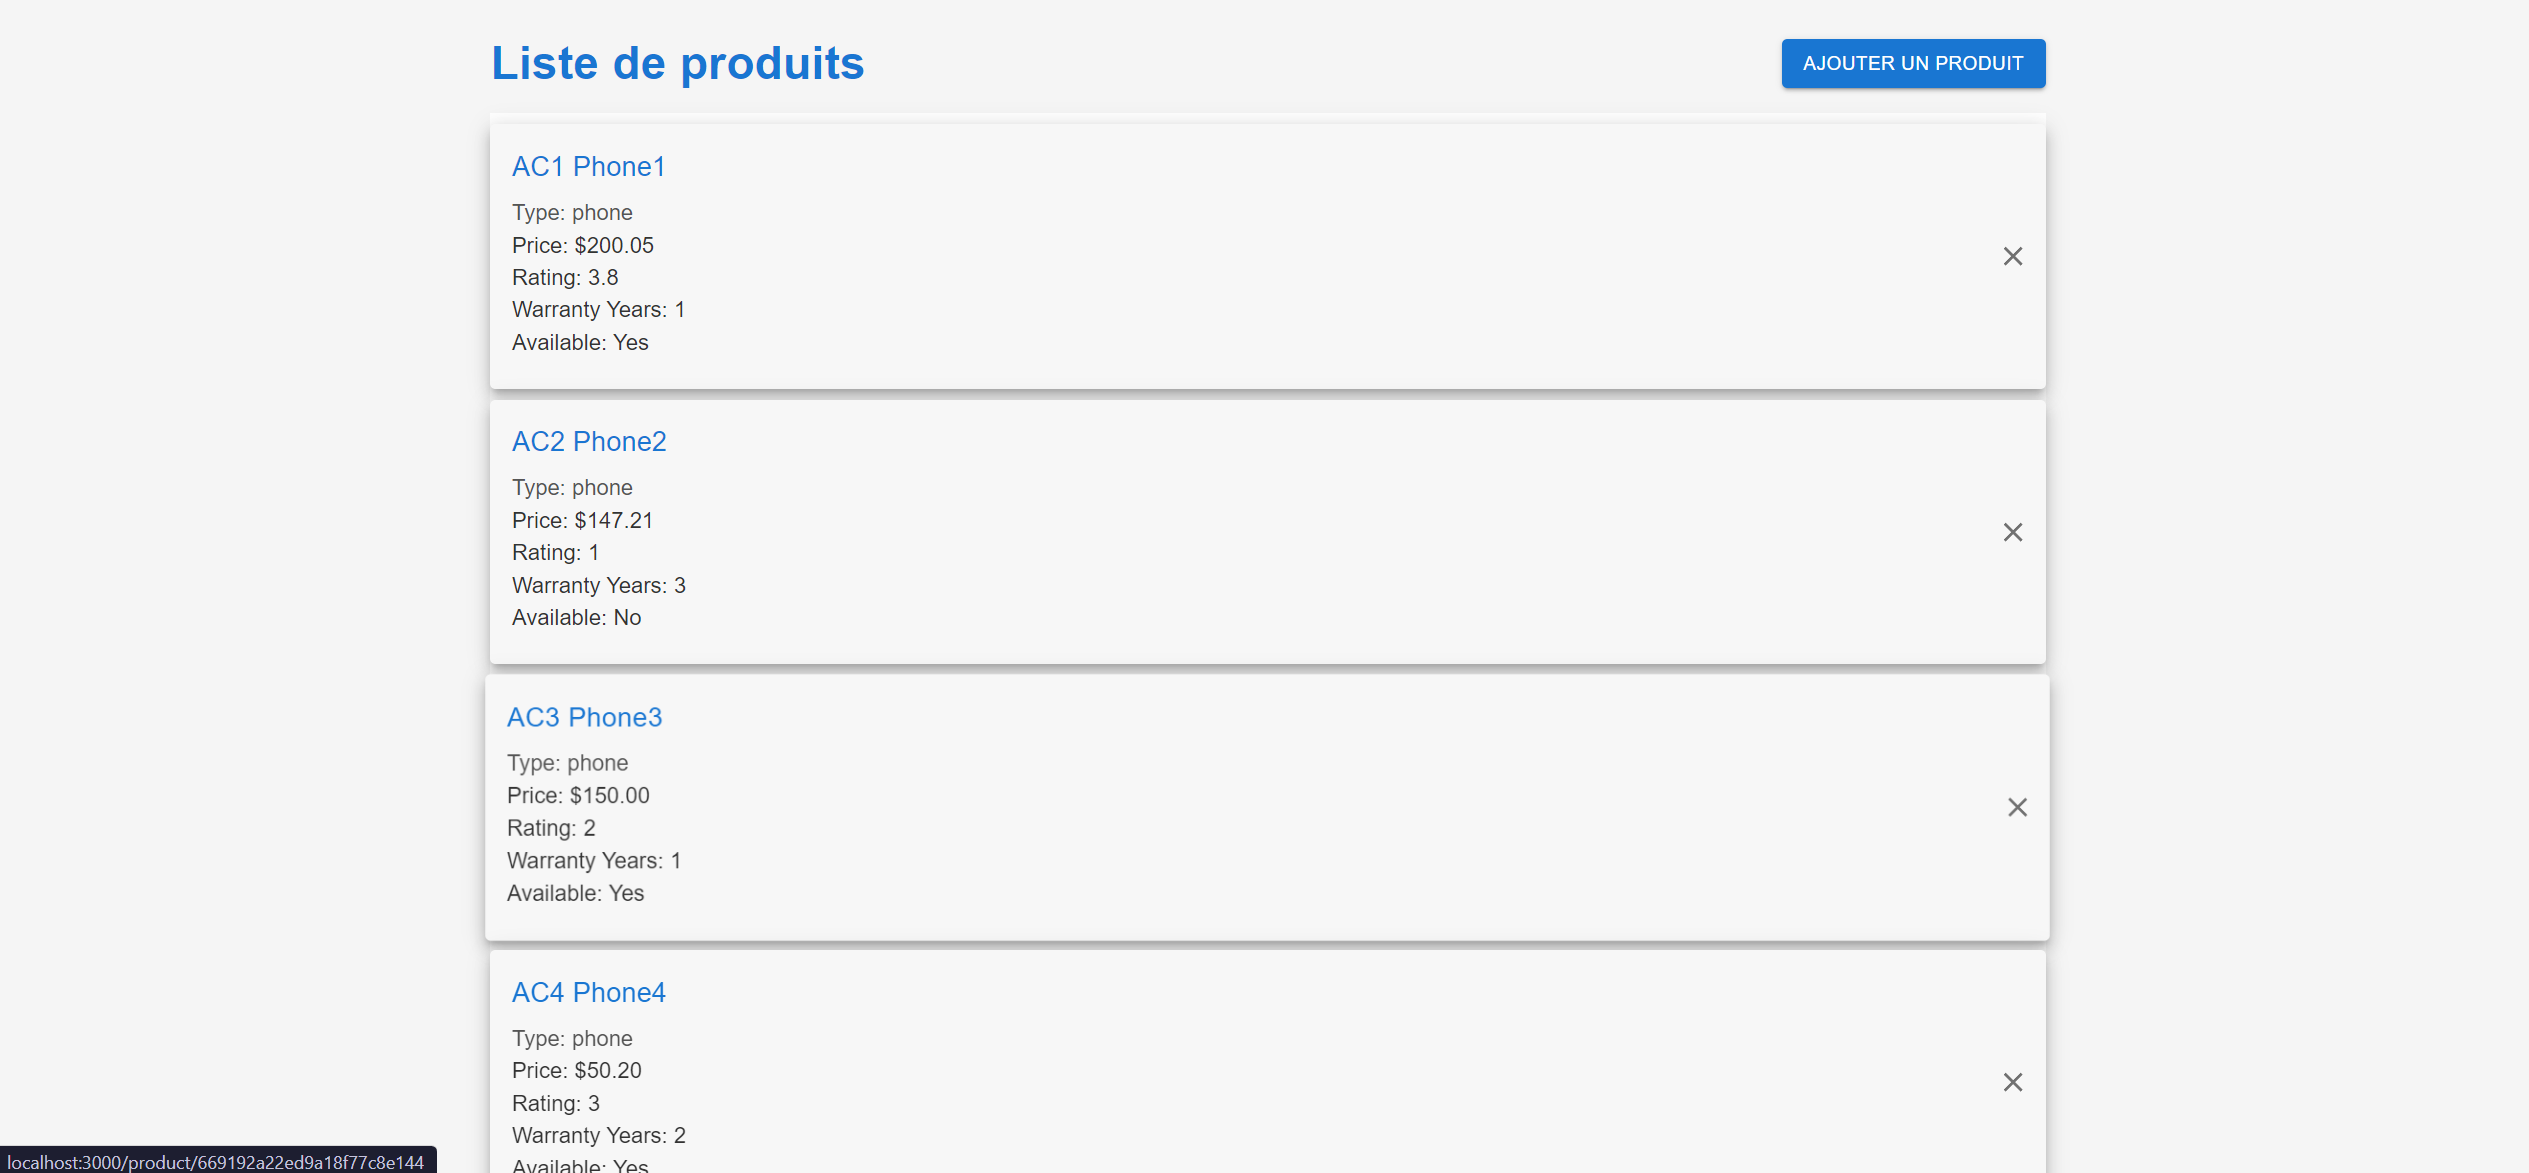 Liste de produits
AJOUTER UN PRODUIT
AC1 Phone1
Type: phone
Price: $200.05
Rating: 3.8
Warranty Years: 1
Available: Yes
AC2 Phone2
Type: phone
Price: $147.21
Rating: 1
Warranty Years: 3
Available: No
AC3 Phone3
Type: phone
Price: $150.00
Rating: 2
Warranty Years: 1
Available: Yes
AC4 Phone4
Type: phone
Price: $50.20
Rating: 3
Warranty Years: 2
Available: Yes
localhost:3000/product/669192a22ed9a18f77c8e144